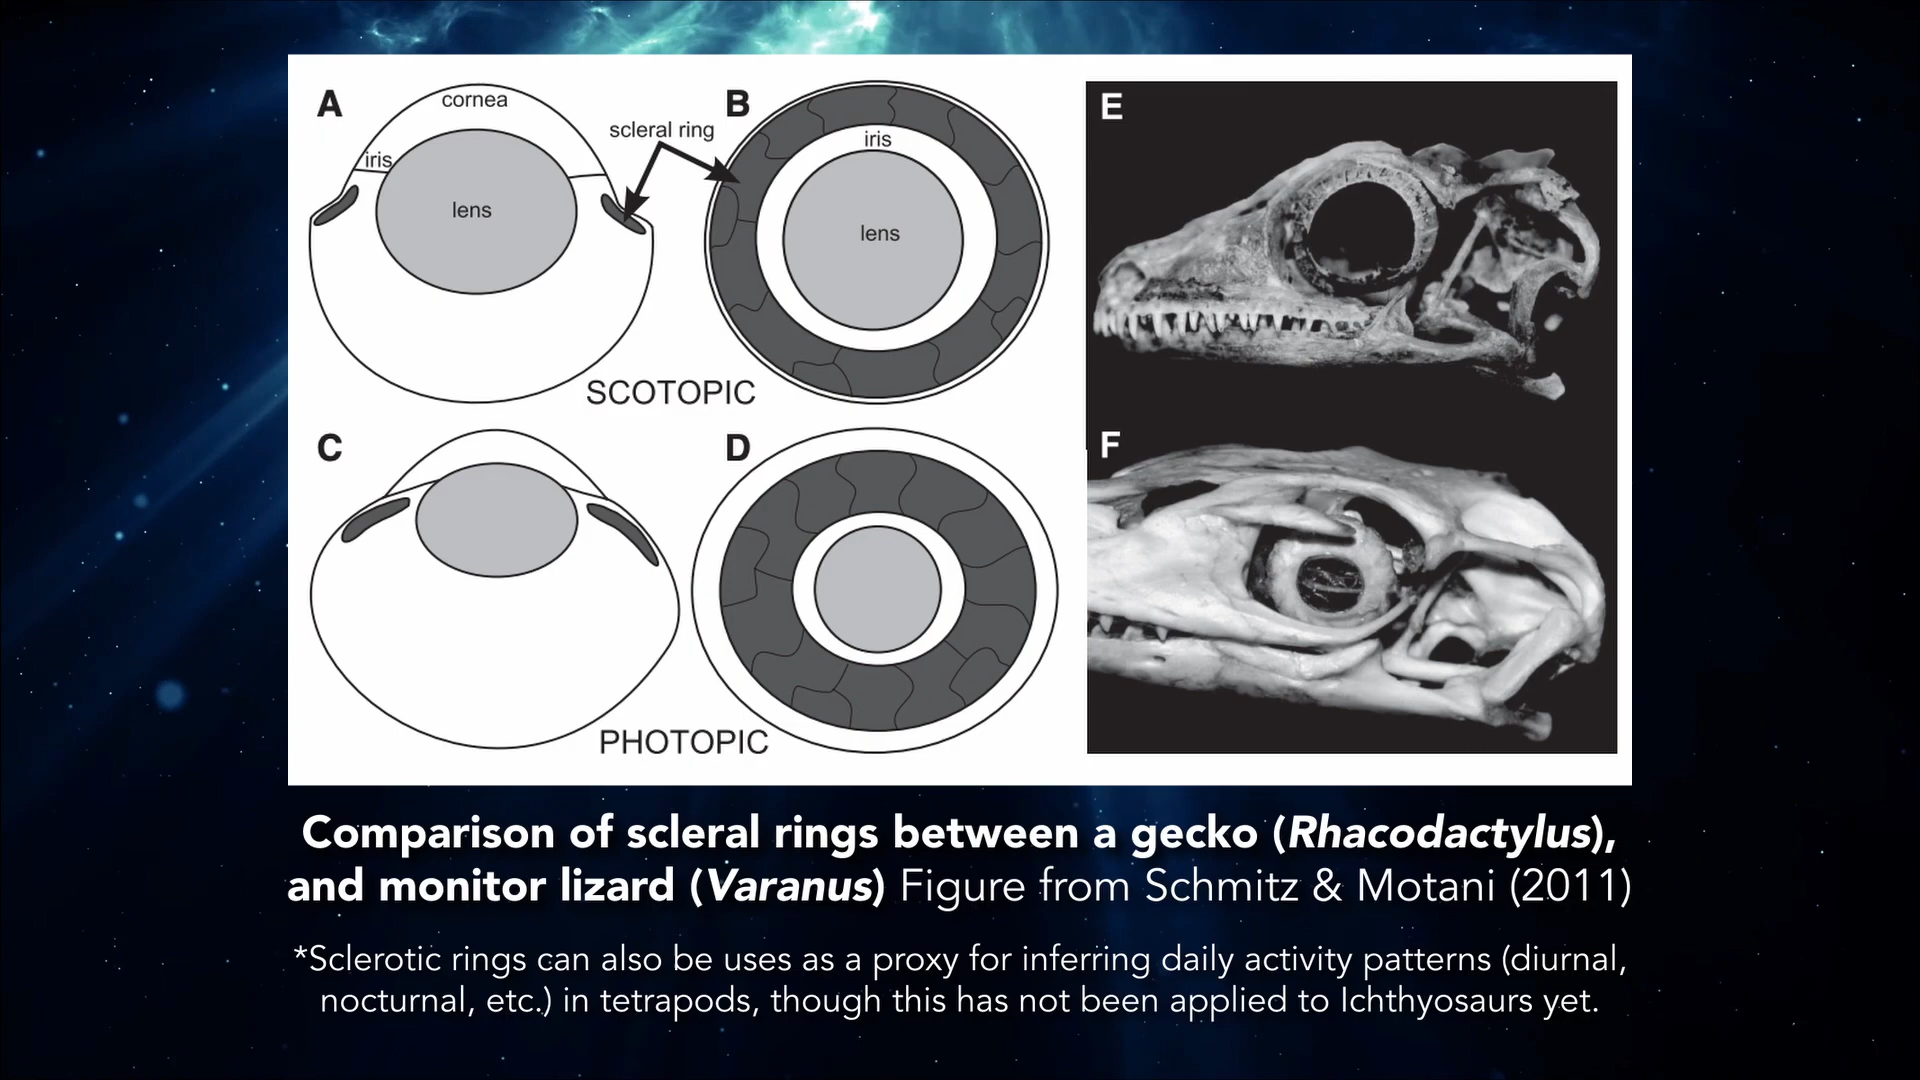 A
cornea
iris
lens
scleral ring
B
iris
lens
SCOTOPIC
C
D
PHOTOPIC
E
F
Comparison of scleral rings between a gecko (Rhacodactylus),
and monitor lizard (Varanus) Figure from Schmitz & Motani (2011)
*Sclerotic rings can also be uses as a proxy for inferring daily activity patterns (diurnal,
nocturnal, etc.) in tetrapods, though this has not been applied to Ichthyosaurs yet.